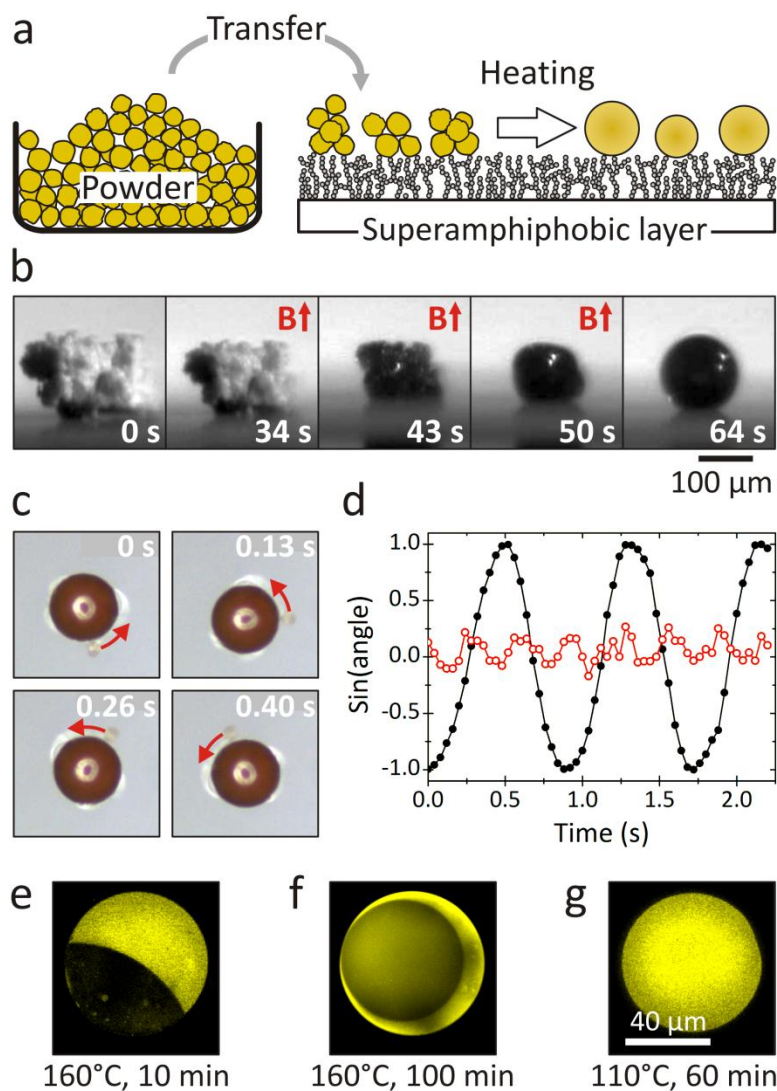 a
Transfer
Heating
Powder
Superamphiphobic layer
b
B↑
B↑
B↑
0 s
34 s
43 s
50 s
64 s
100 µm
c
0 s
0.13 s
0.26 s
0.40 s
d
1.0
0.5
0.0
-0.5
-1.0
Sin(angle)
0.0
0.5
1.0
1.5
2.0
Time (s)
e
f
g
40 µm
160°C, 10 min
160°C, 100 min
110°C, 60 min